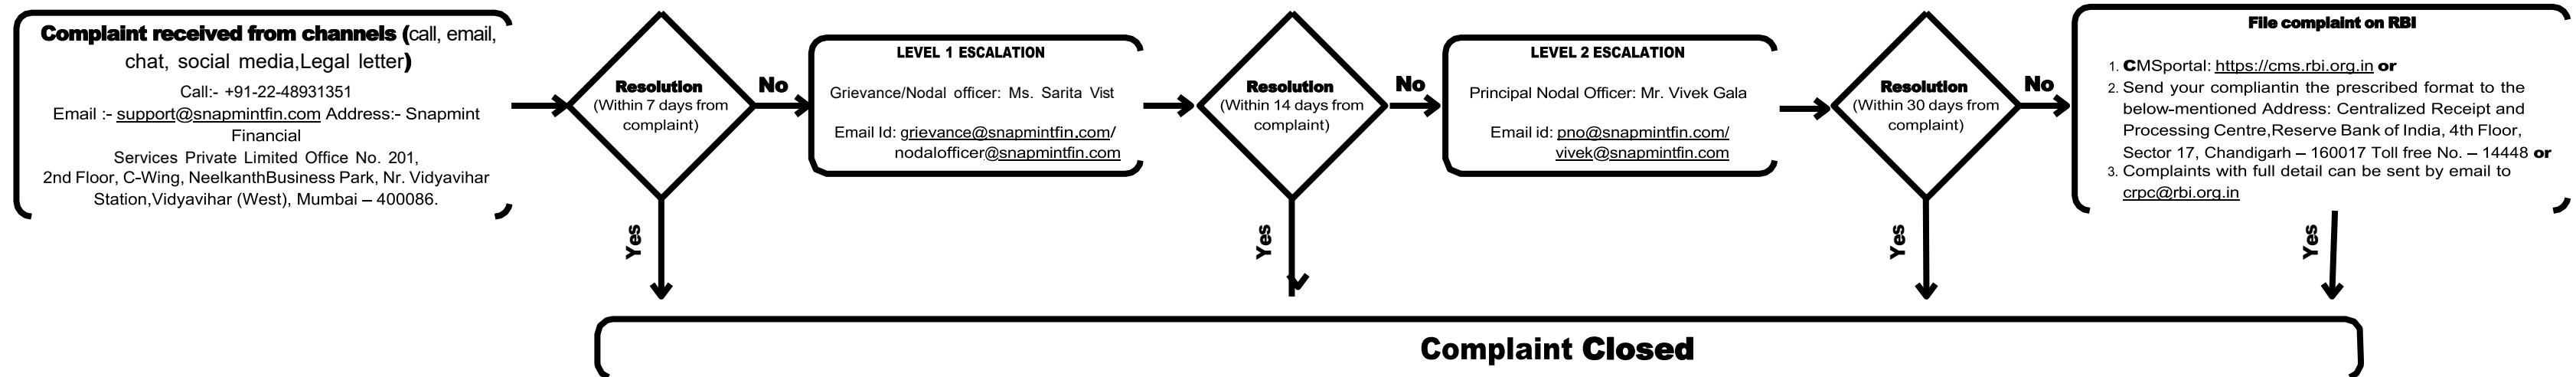 Complaint received from channels (call, email,
chat, social media,Legal letter)
Call:- +91-22-48931351
Email :- support@snapmintfin.com Address:- Snapmint
Financial
Services Private Limited Office No. 201,
2nd Floor, C-Wing, NeelkanthBusiness Park, Nr. Vidyavihar
Station,Vidyavihar (West), Mumbai – 400086.
Resolution
(Within 7 days from
complaint)
No
Yes
LEVEL 1 ESCALATION
Grievance/Nodal officer: Ms. Sarita Vist
Email Id: grievance@snapmintfin.com/
nodalofficer@snapmintfin.com
Resolution
(Within 14 days from
complaint)
No
Yes
LEVEL 2 ESCALATION
Principal Nodal Officer: Mr. Vivek Gala
Email id: pno@snapmintfin.com/
vivek@snapmintfin.com
Resolution
(Within 30 days from
complaint)
No
Yes
File complaint on RBI
1. CMSportal: https://cms.rbi.org.in or
2. Send your compliantin the prescribed format to the
below-mentioned Address: Centralized Receipt and
Processing Centre,Reserve Bank of India, 4th Floor,
Sector 17, Chandigarh – 160017 Toll free No. – 14448 or
3. Complaints with full detail can be sent by email to
crpc@rbi.org.in
Yes
Complaint Closed